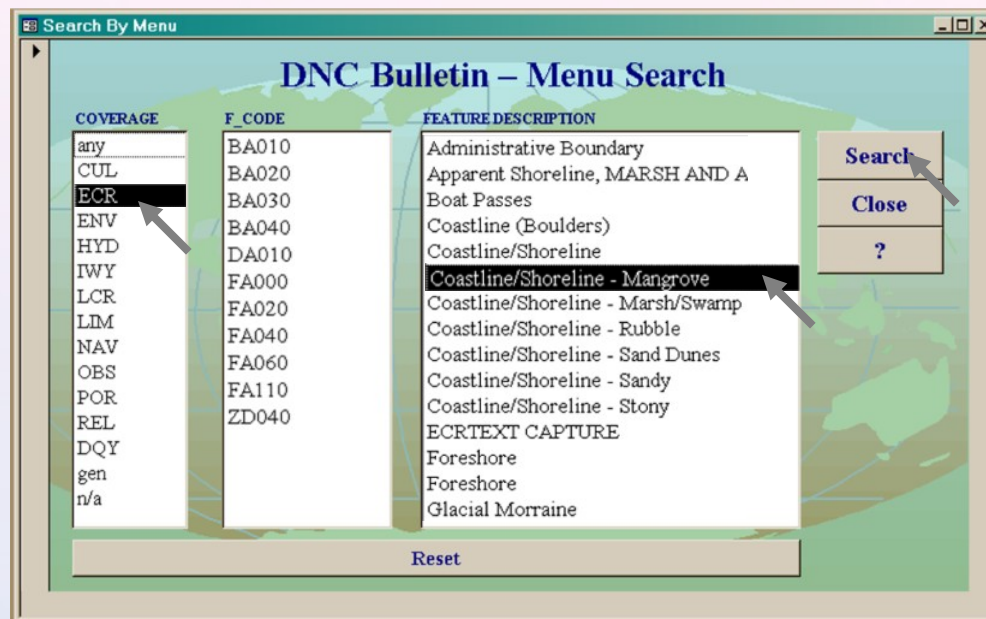 Search By Menu
DNC Bulletin – Menu Search
COVERAGE
any
CUL
ECR
ENV
HYD
IWY
LCR
LIM
NAV
OBS
POR
REL
DQY
gen
n/a
F_CODE
BA010
BA020
BA030
BA040
DA010
FA000
FA020
FA040
FA060
FA110
ZD040
FEATURE DESCRIPTION
Administrative Boundary
Apparent Shoreline, MARSH AND A
Boat Passes
Coastline (Boulders)
Coastline/Shoreline
Coastline/Shoreline - Mangrove
Coastline/Shoreline - Marsh/Swamp
Coastline/Shoreline - Rubble
Coastline/Shoreline - Sand Dunes
Coastline/Shoreline - Sandy
Coastline/Shoreline - Stony
ECRTEXT CAPTURE
Foreshore
Foreshore
Glacial Morraine
Search
Close
?
Reset